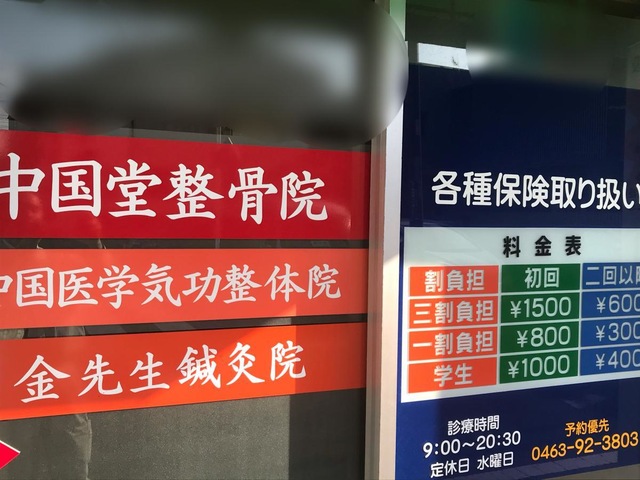 中国堂整骨院
中国医学気功整体院
金先生鍼灸院
各種保険取り扱い
料金表
割負担 初回 二回以降
三割負担 ¥1500 ¥600
一割負担 ¥800 ¥300
学生 ¥1000 ¥400
診療時間
9:00〜20:30
定休日 水曜日
予約優先
0463-92-3803